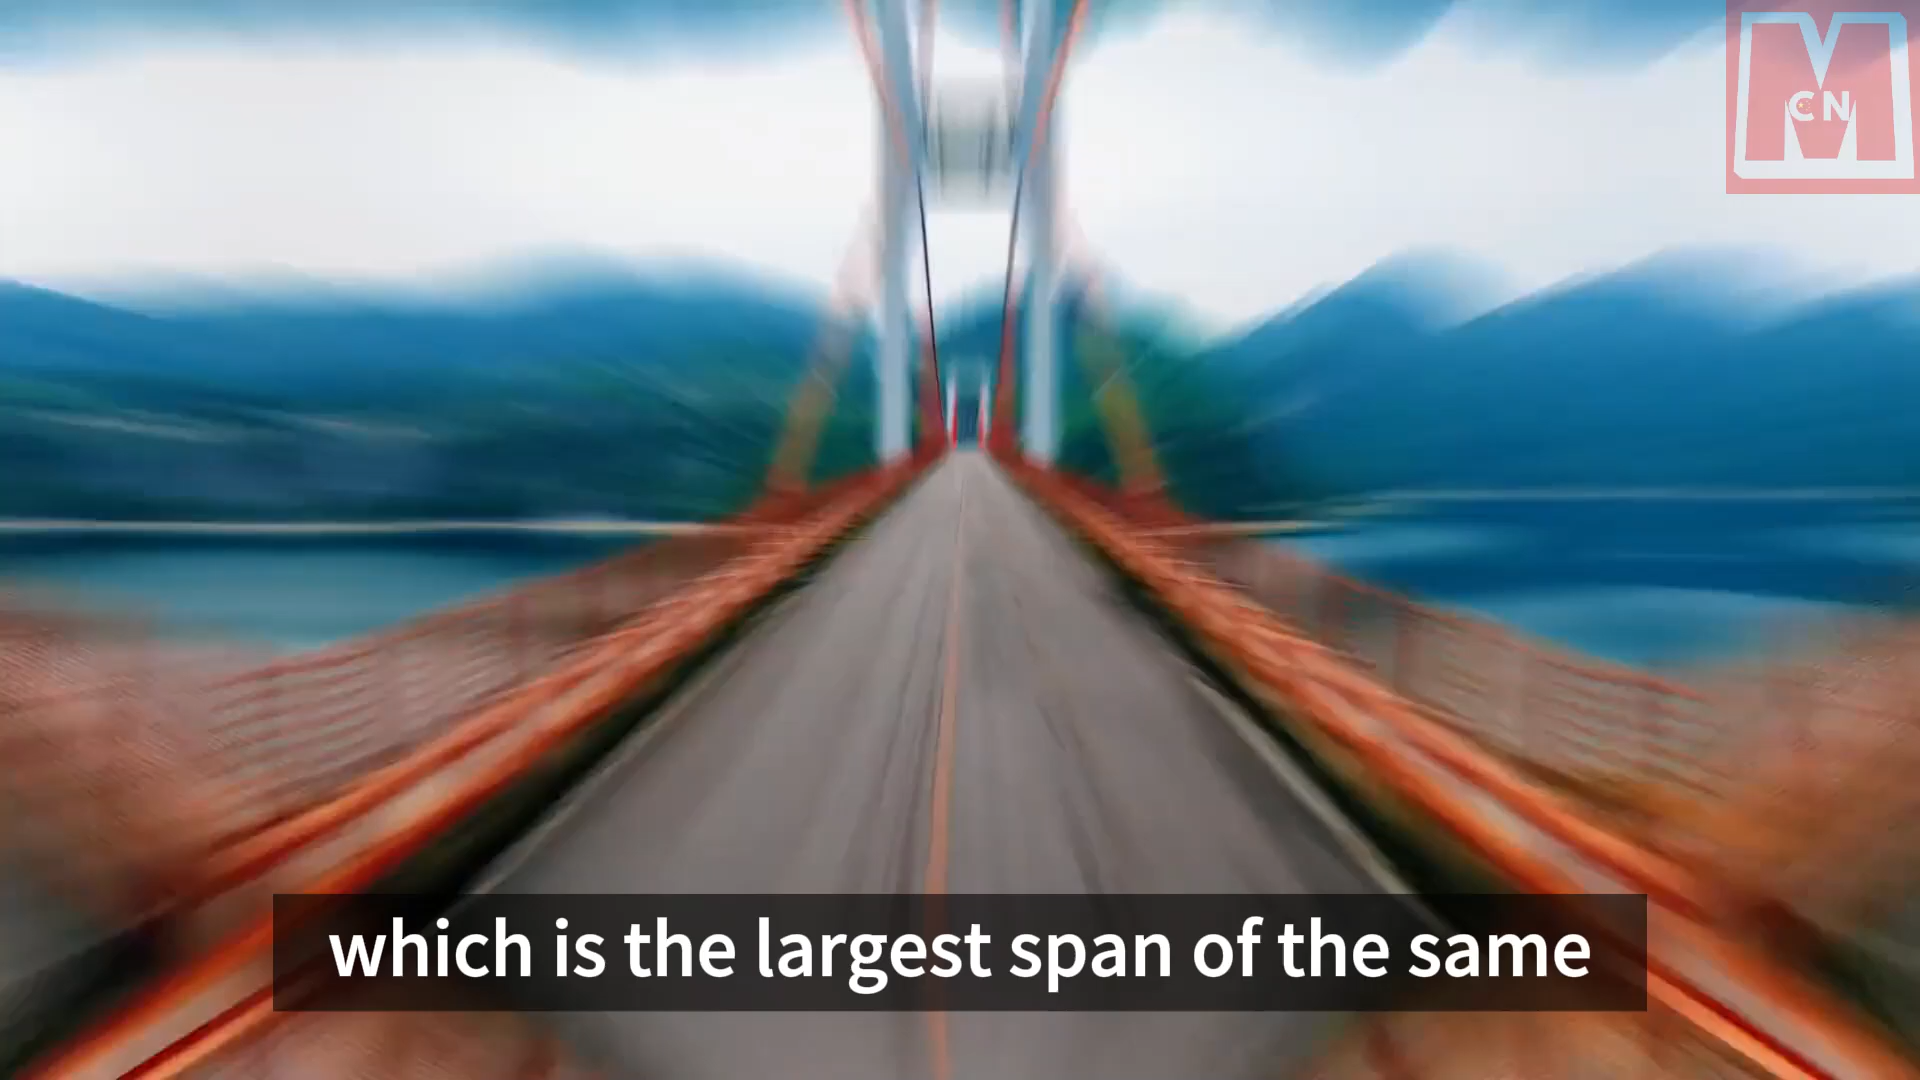 M
CN
which is the largest span of the same